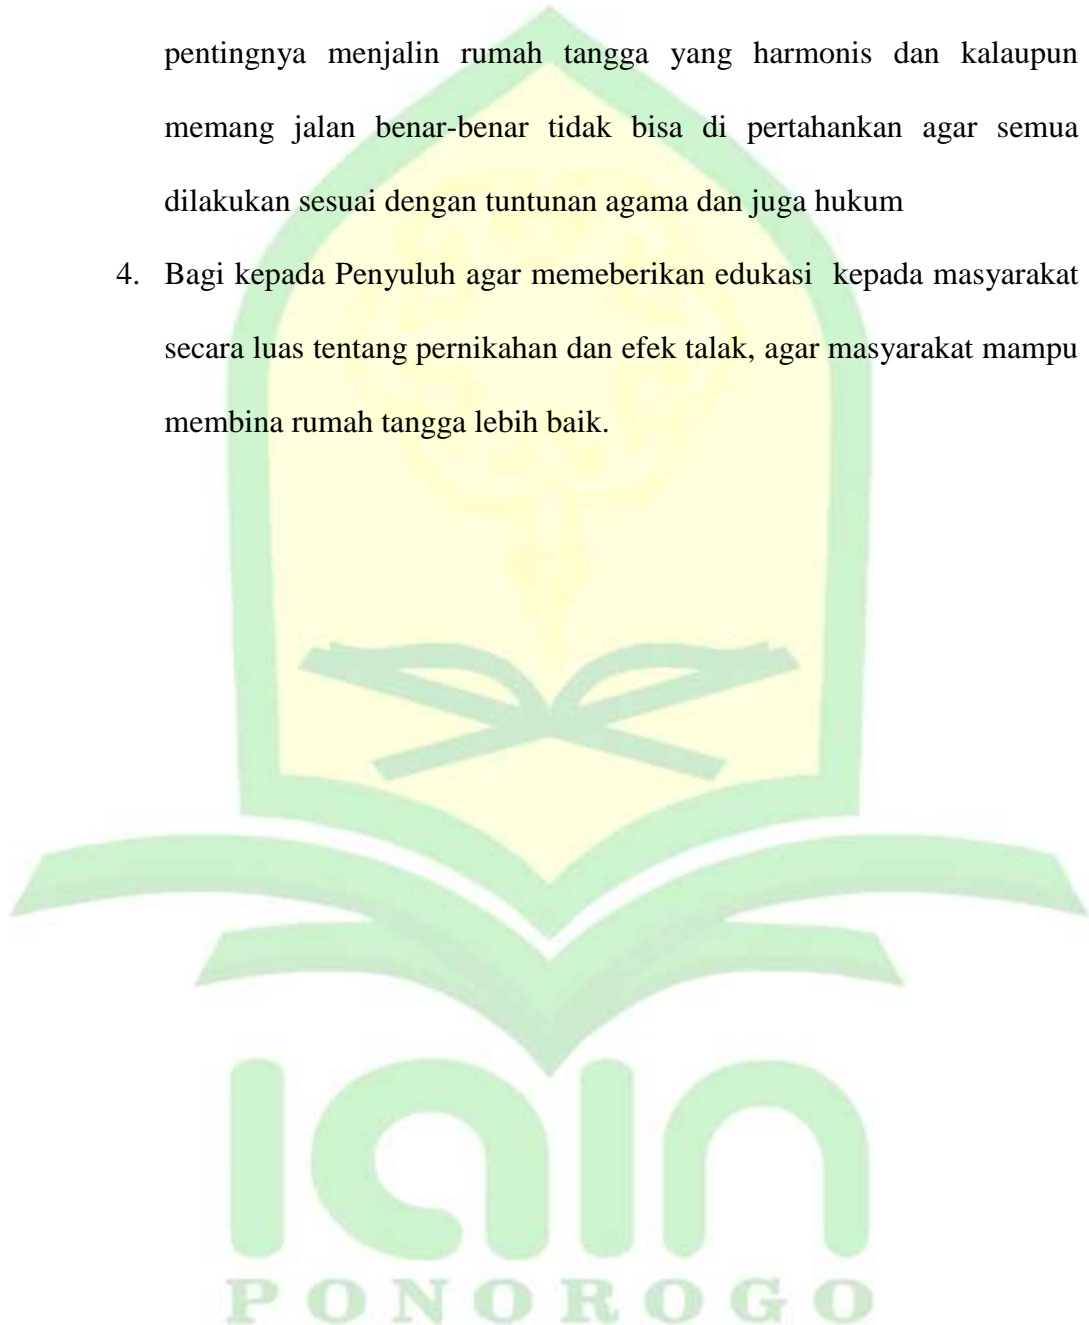 pentingnya menjalin rumah tangga yang harmonis dan kalaupun
memang jalan benar-benar tidak bisa di pertahankan agar semua
dilakukan sesuai dengan tuntunan agama dan juga hukum
4. Bagi kepada Penyuluh agar memeberikan edukasi kepada masyarakat
secara luas tentang pernikahan dan efek talak, agar masyarakat mampu
membina rumah tangga lebih baik.
iain
PONOROGO